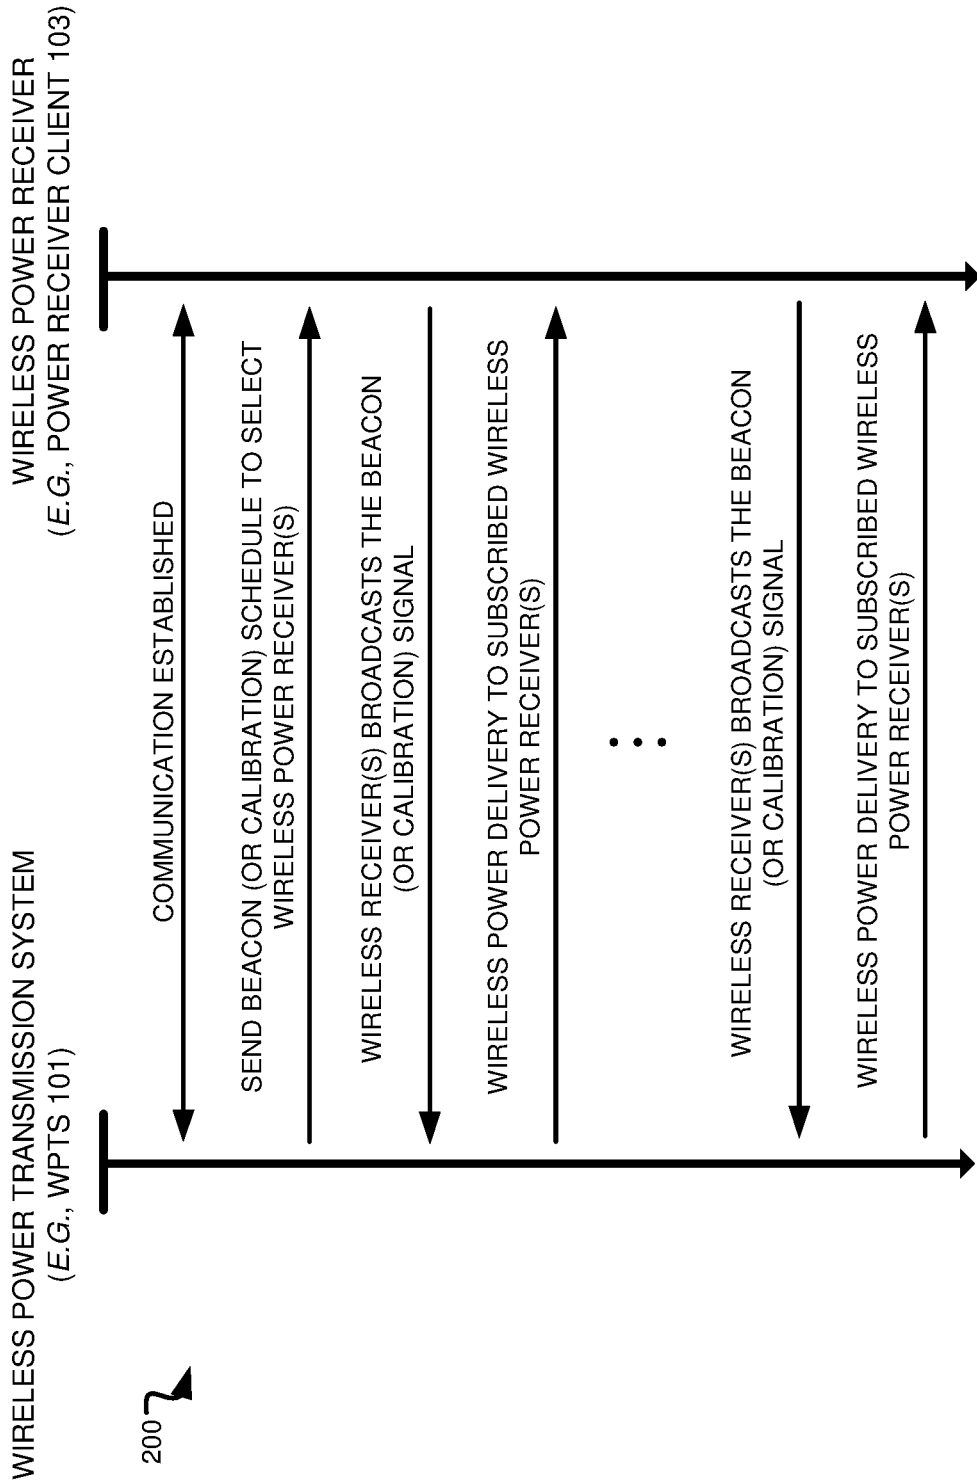 WIRELESS POWER TRANSMISSION SYSTEM
(E.G., WPTS 101)
WIRELESS POWER RECEIVER
(E.G., POWER RECEIVER CLIENT 103)
200
COMMUNICATION ESTABLISHED
SEND BEACON (OR CALIBRATION) SCHEDULE TO SELECT
WIRELESS POWER RECEIVER(S)
WIRELESS RECEIVER(S) BROADCASTS THE BEACON
(OR CALIBRATION) SIGNAL
WIRELESS POWER DELIVERY TO SUBSCRIBED WIRELESS
POWER RECEIVER(S)
• • •
WIRELESS RECEIVER(S) BROADCASTS THE BEACON
(OR CALIBRATION) SIGNAL
WIRELESS POWER DELIVERY TO SUBSCRIBED WIRELESS
POWER RECEIVER(S)